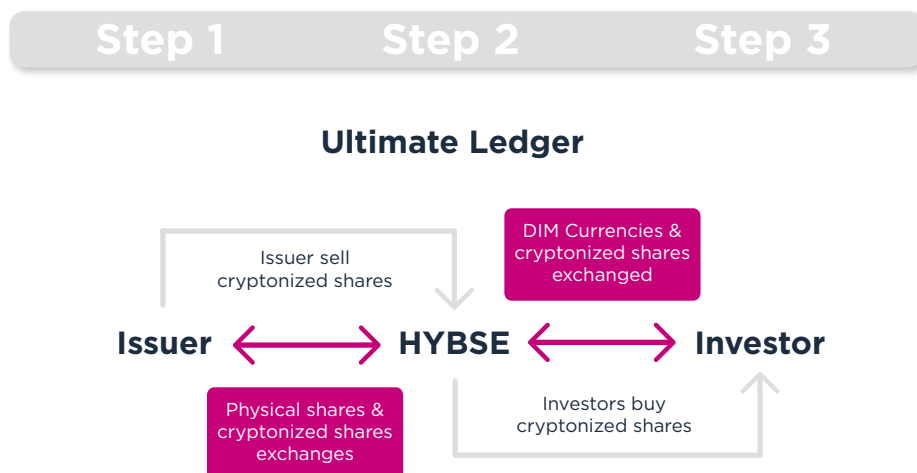 Step 1 Step 2 Step 3
Ultimate Ledger
DIM Currencies &
cryptonized shares
exchanged
Issuer sell
cryptonized shares
Issuer HYBSE Investor
Physical shares &
cryptonized shares
exchanges
Investors buy
cryptonized shares